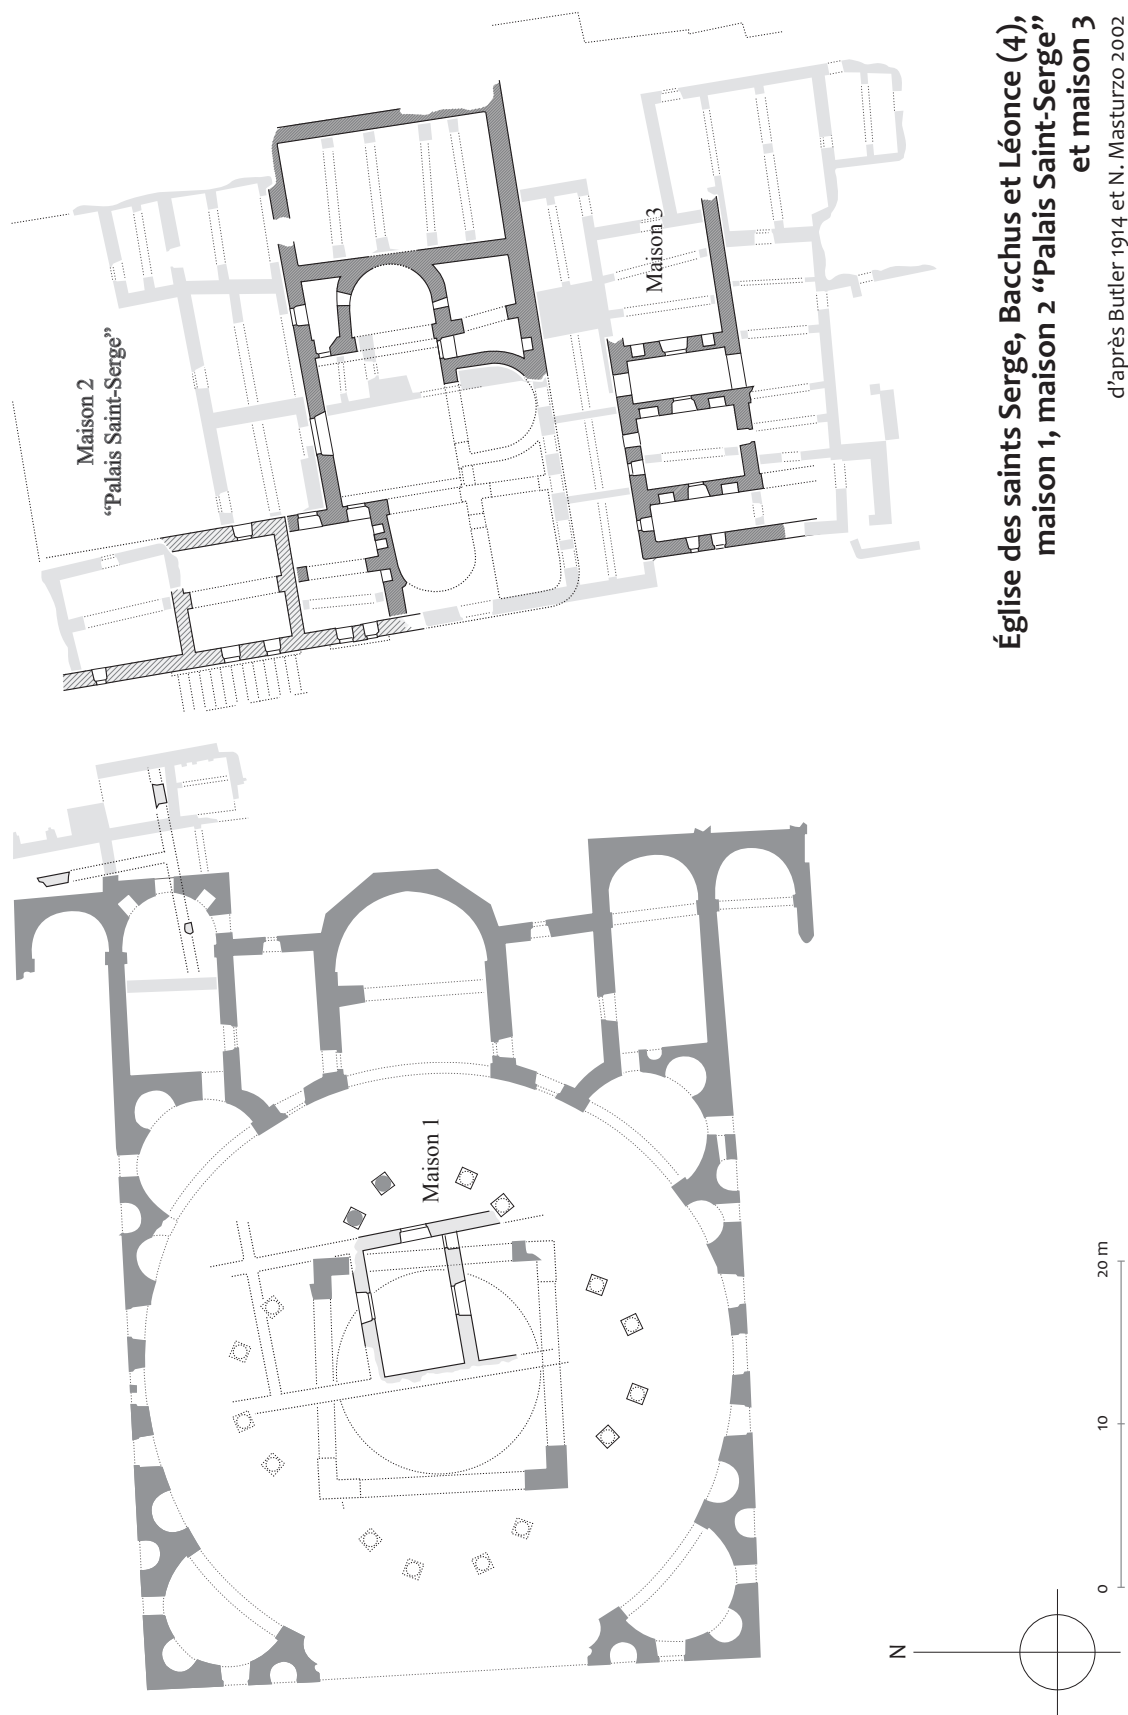 Église des saints Serge, Bacchus et Léonce (4),
maison 1, maison 2 “Palais Saint-Serge”
et maison 3
d’après Butler 1914 et N. Masturzo 2002
Maison 2
“Palais Saint-Serge”
Maison 3
Maison 1
N
0
10
20 m